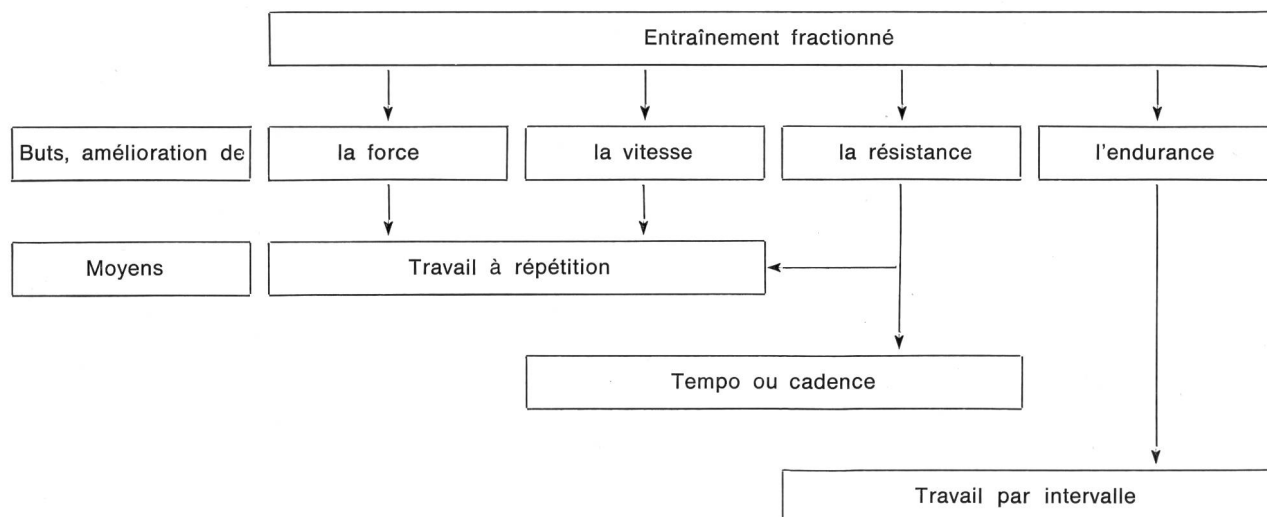 Entraînement fractionné
Buts, amélioration de
la force
la vitesse
la résistance
l'endurance
Moyens
Travail à répétition
Tempo ou cadence
Travail par intervalle